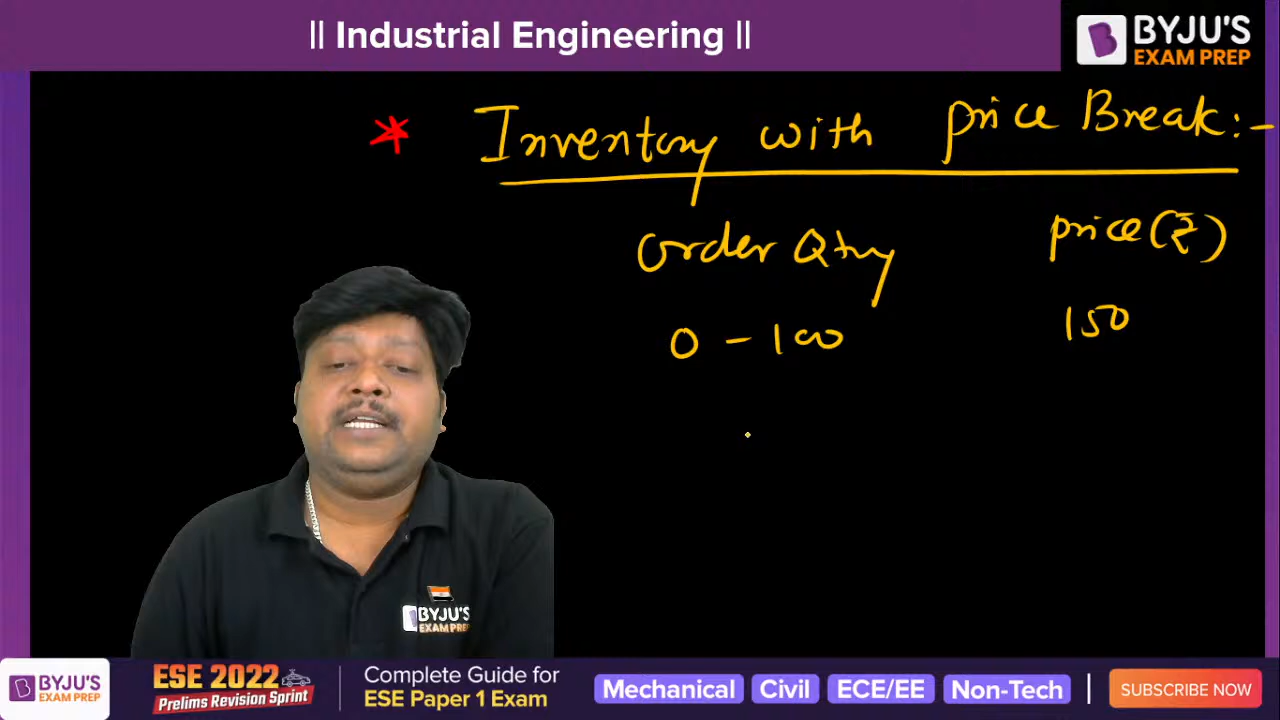 || Industrial Engineering ||
BYJU'S
EXAM PREP
* Inventory with price Break:-
Order Qty price (₹)
0 - 100 150
BYJU'S
EXAM PREP
BYJU'S
EXAM PREP
ESE 2022
Prelims Revision Sprint
Complete Guide for
ESE Paper 1 Exam
Mechanical Civil ECE/EE Non-Tech
SUBSCRIBE NOW